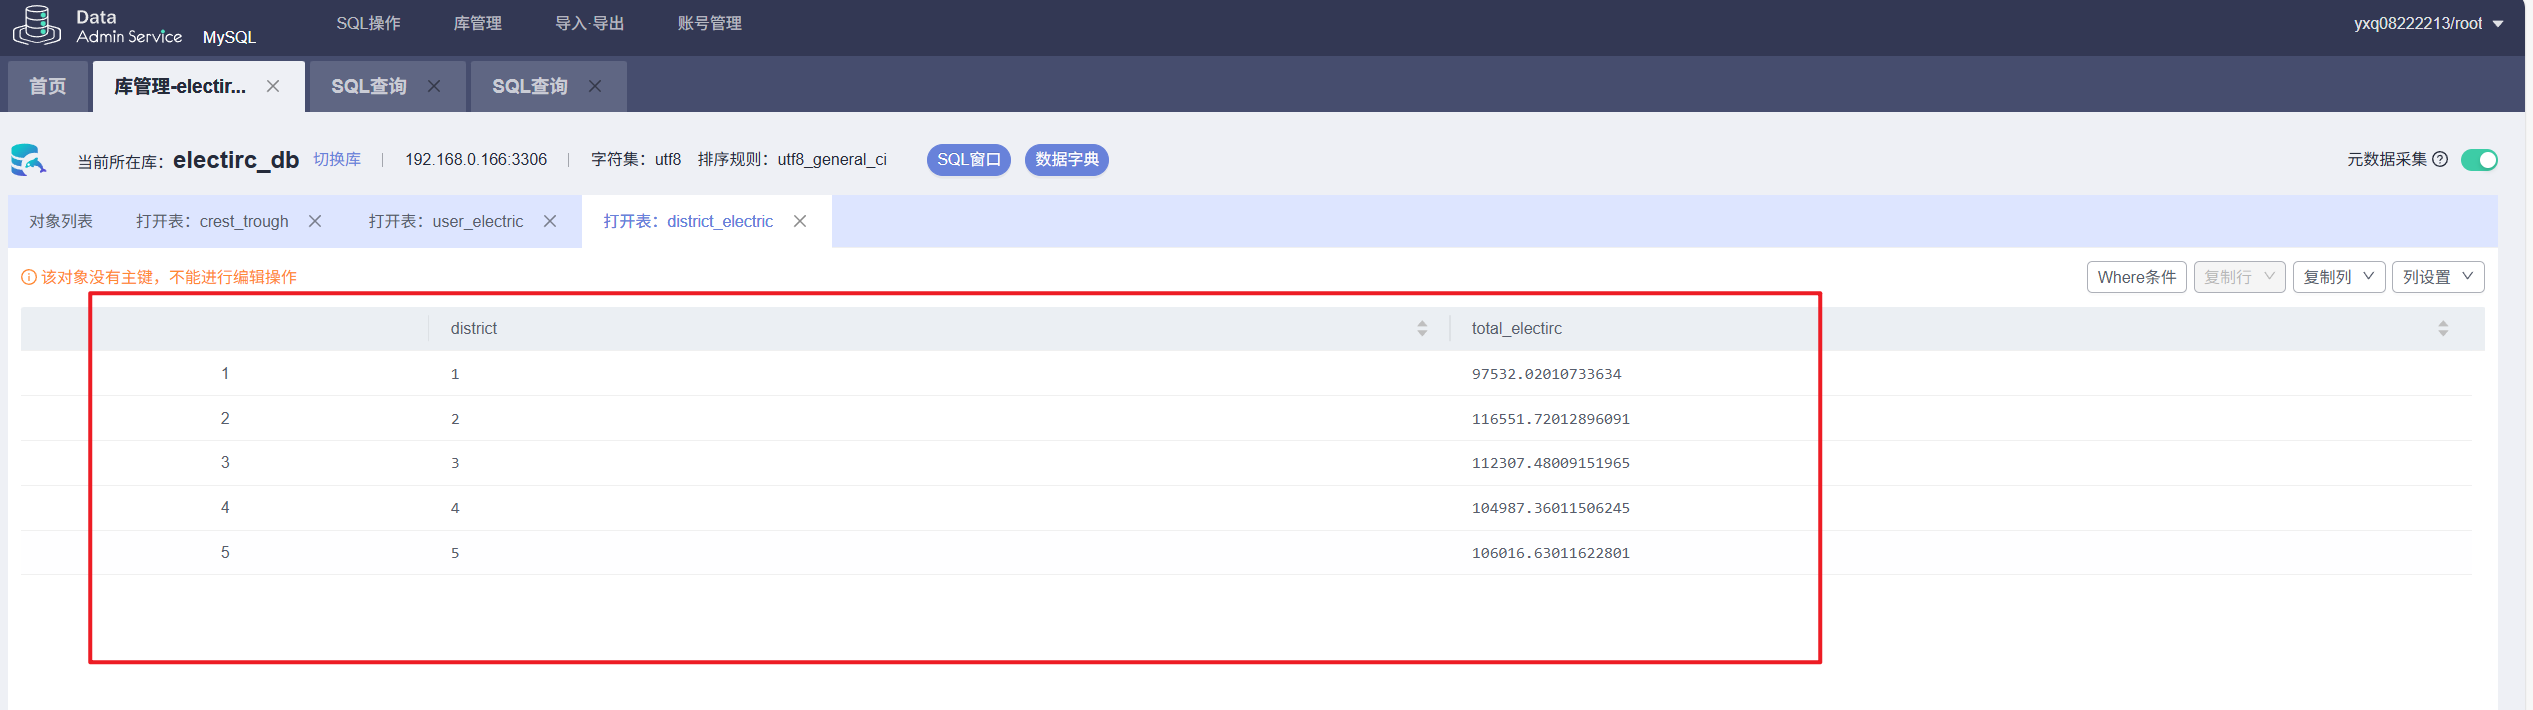 Data
Admin Service MySQL SQL操作 库管理 导入·导出 账号管理 yxq08222213/root
首页 库管理-electir... SQL查询 SQL查询
当前所在库：electirc_db 切换库 192.168.0.166:3306 字符集：utf8 排序规则：utf8_general_ci SQL窗口 数据字典 元数据采集
对象列表 打开表：crest_trough 打开表：user_electric 打开表：district_electric
该对象没有主键，不能进行编辑操作 Where条件 复制行 复制列 列设置
district total_electirc
1 1 97532.02010733634
2 2 116551.72012896091
3 3 112307.48009151965
4 4 104987.36011506245
5 5 106016.63011622801